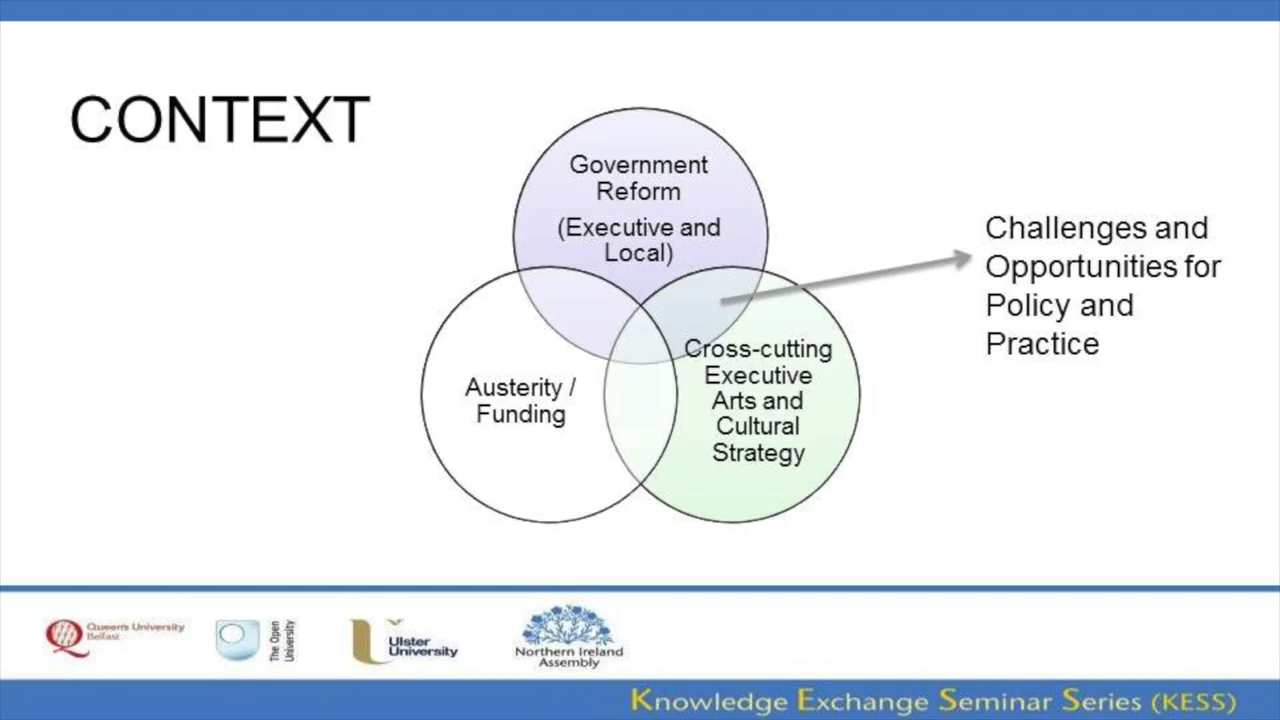 CONTEXT
Government
Reform
(Executive and
Local)
Challenges and
Opportunities for
Policy and
Practice
Austerity /
Funding
Cross-cutting
Executive
Arts and
Cultural
Strategy
Queen's University
Belfast
The Open
University
Ulster
University
Northern Ireland
Assembly
Knowledge Exchange Seminar Series (KESS)